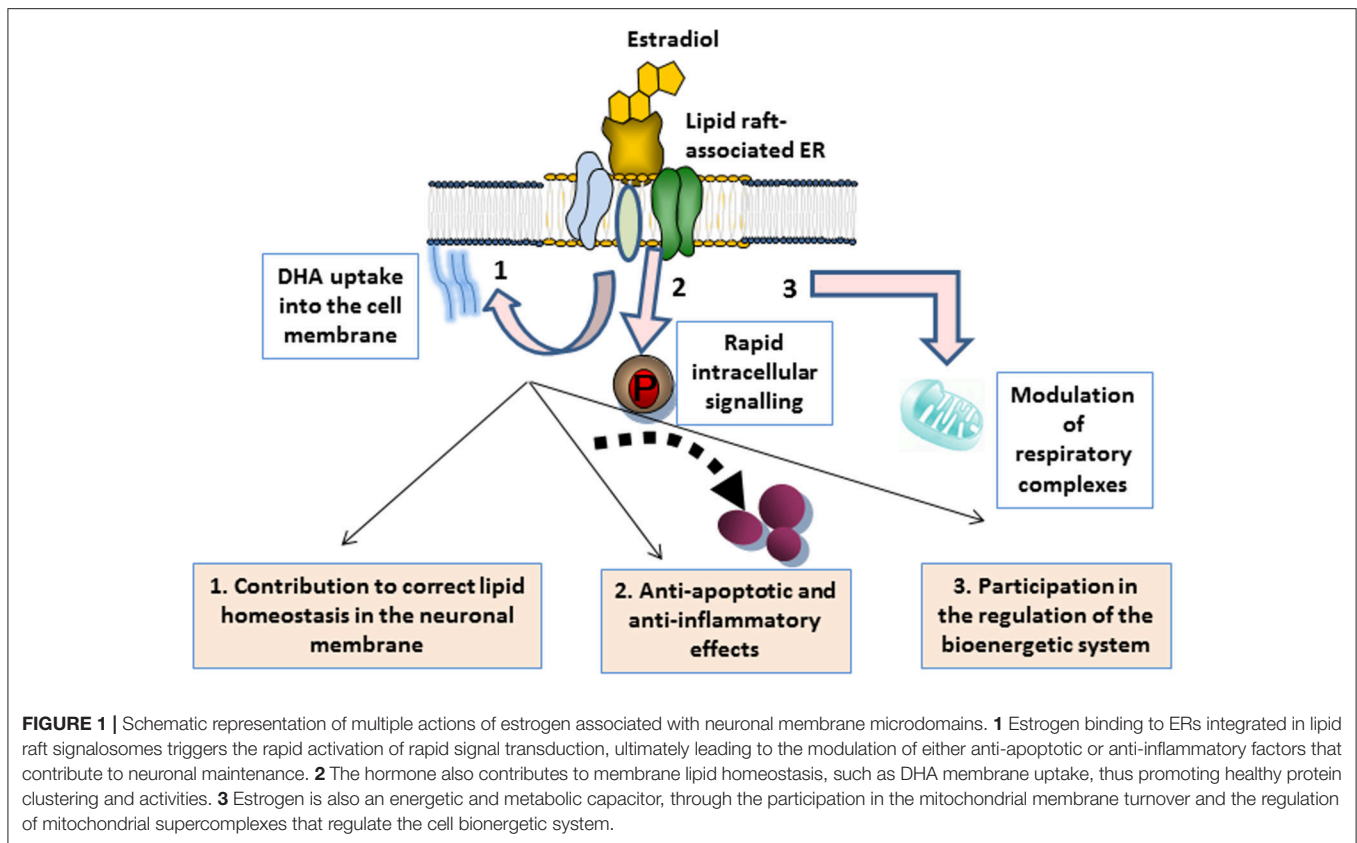 Estradiol
Lipid raft-
associated ER
DHA uptake
into the cell
membrane
1
2
3
Rapid
intracellular
signalling
P
Modulation
of
respiratory
complexes
1. Contribution to correct lipid
homeostasis in the neuronal
membrane
2. Anti-apoptotic and
anti-inflammatory
effects
3. Participation in
the regulation of the
bioenergetic system
FIGURE 1 | Schematic representation of multiple actions of estrogen associated with neuronal membrane microdomains. 1 Estrogen binding to ERs integrated in lipid
raft signalosomes triggers the rapid activation of rapid signal transduction, ultimately leading to the modulation of either anti-apoptotic or anti-inflammatory factors that
contribute to neuronal maintenance. 2 The hormone also contributes to membrane lipid homeostasis, such as DHA membrane uptake, thus promoting healthy protein
clustering and activities. 3 Estrogen is also an energetic and metabolic capacitor, through the participation in the mitochondrial membrane turnover and the regulation
of mitochondrial supercomplexes that regulate the cell bionergetic system.